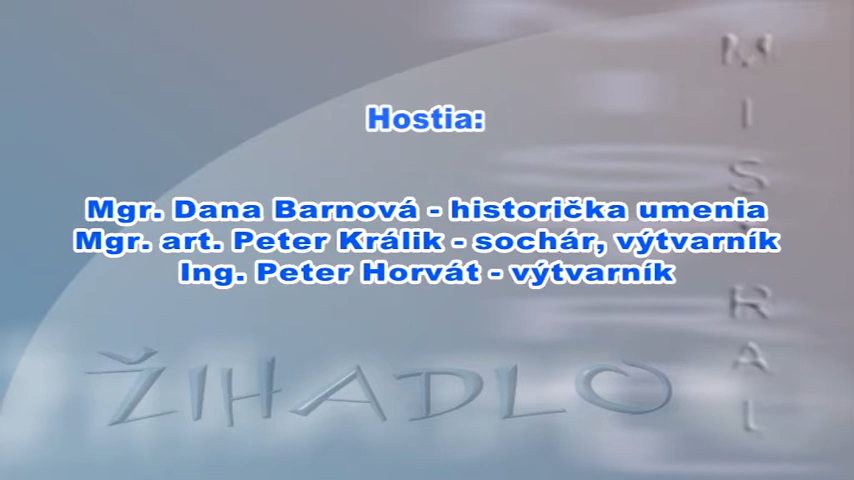 Hostia:
Mgr. Dana Barnová - historička umenia
Mgr. art. Peter Králik - sochár, výtvarník
Ing. Peter Horvát - výtvarník
ŽIHADLO
MISTRAL